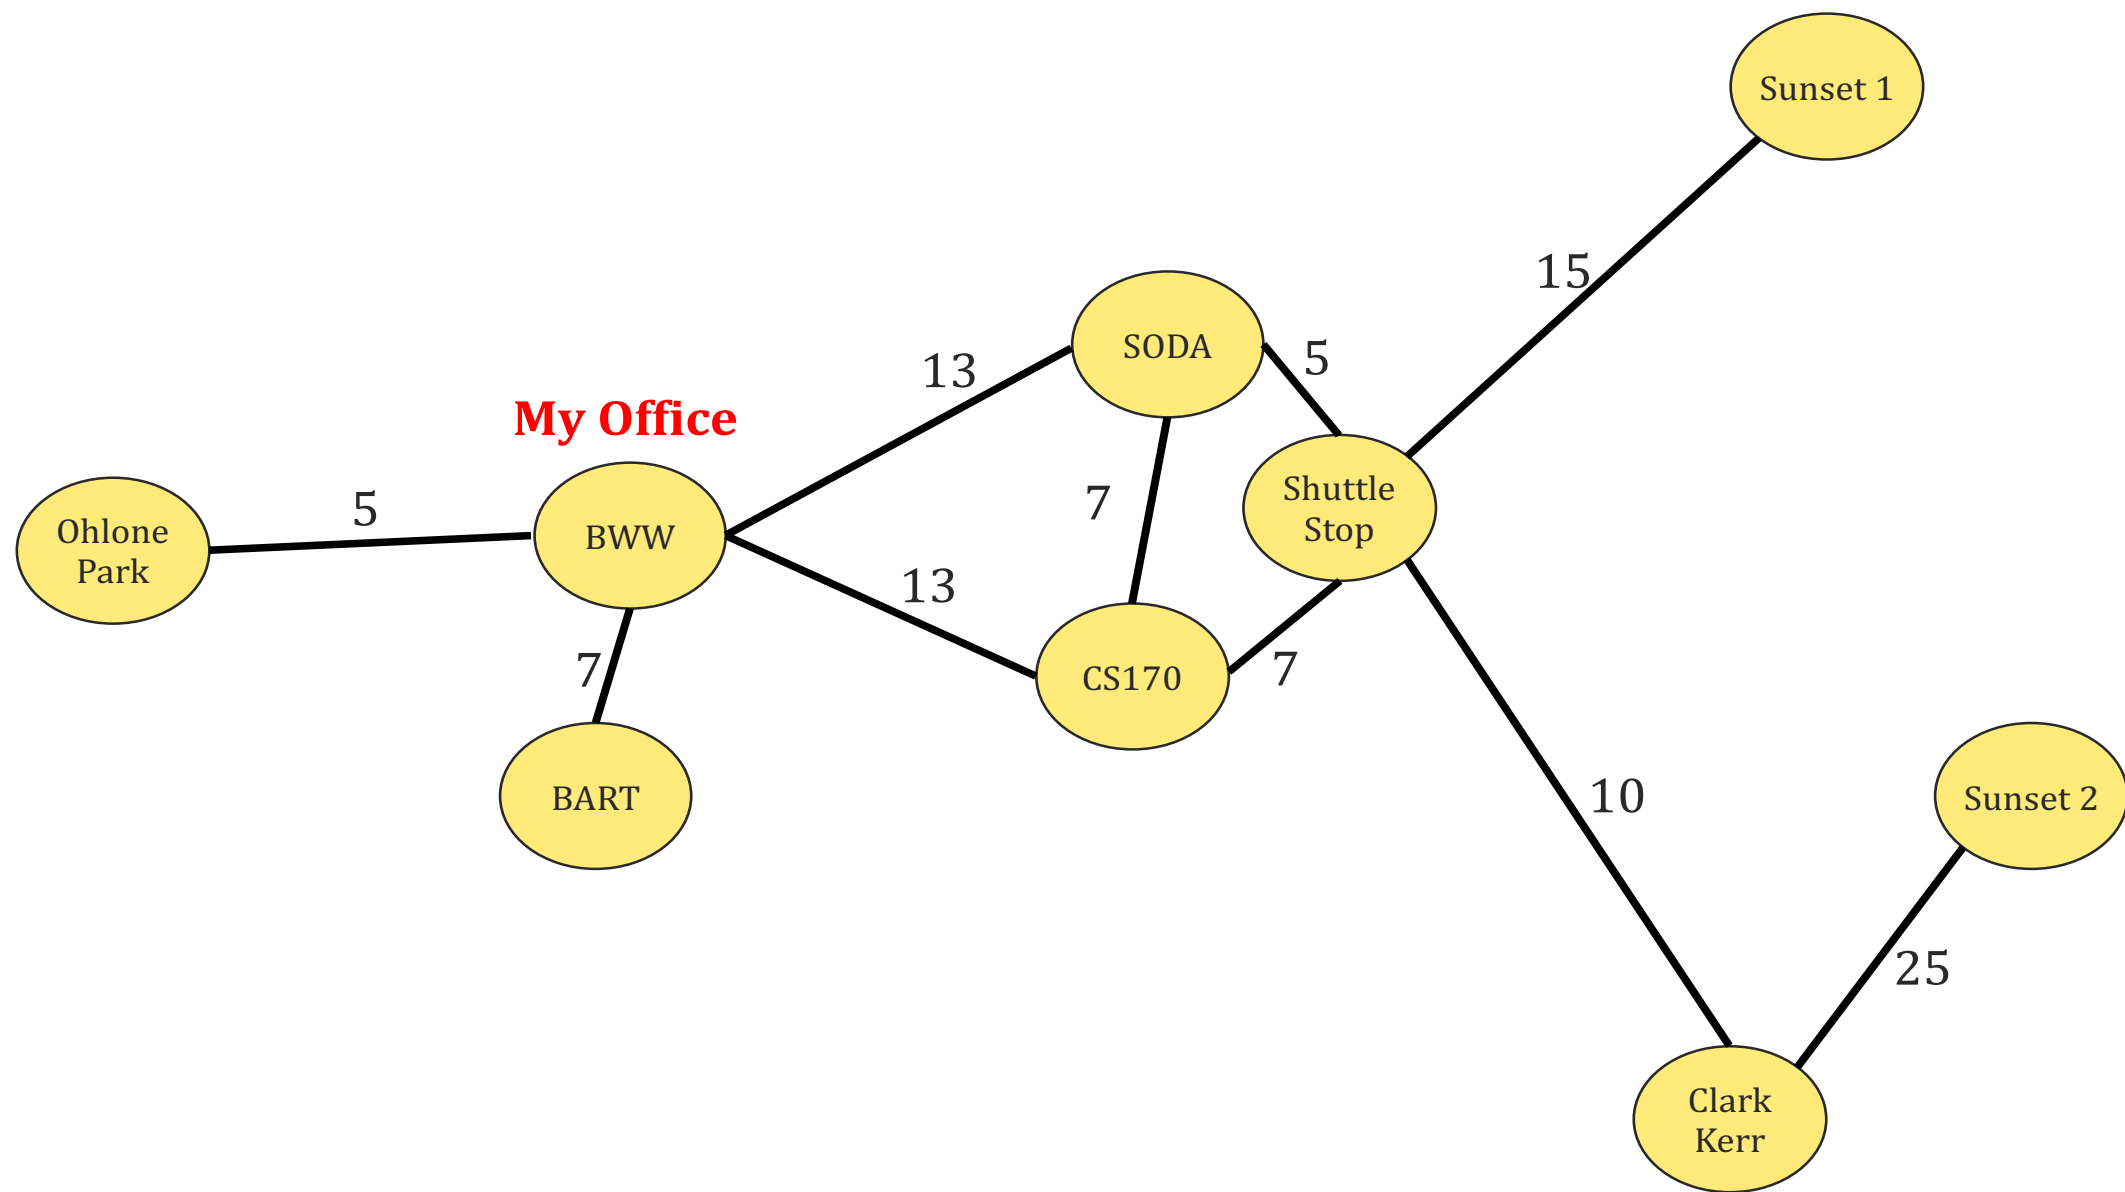 Sunset 1
15
SODA
13
5
My Office
Shuttle
Stop
7
5
Ohlone
Park
BWW
13
7
7
CS170
BART
10
Sunset 2
25
Clark
Kerr